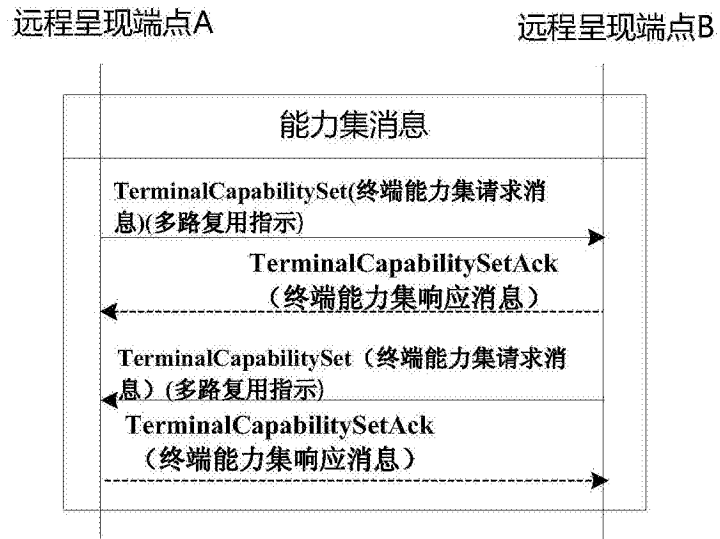 远程呈现端点A
远程呈现端点B
能力集消息
TerminalCapabilitySet(终端能力集请求消
息)(多路复用指示)
TerminalCapabilitySetAck
（终端能力集响应消息）
TerminalCapabilitySet（终端能力集请求消
息）(多路复用指示)
TerminalCapabilitySetAck
（终端能力集响应消息）